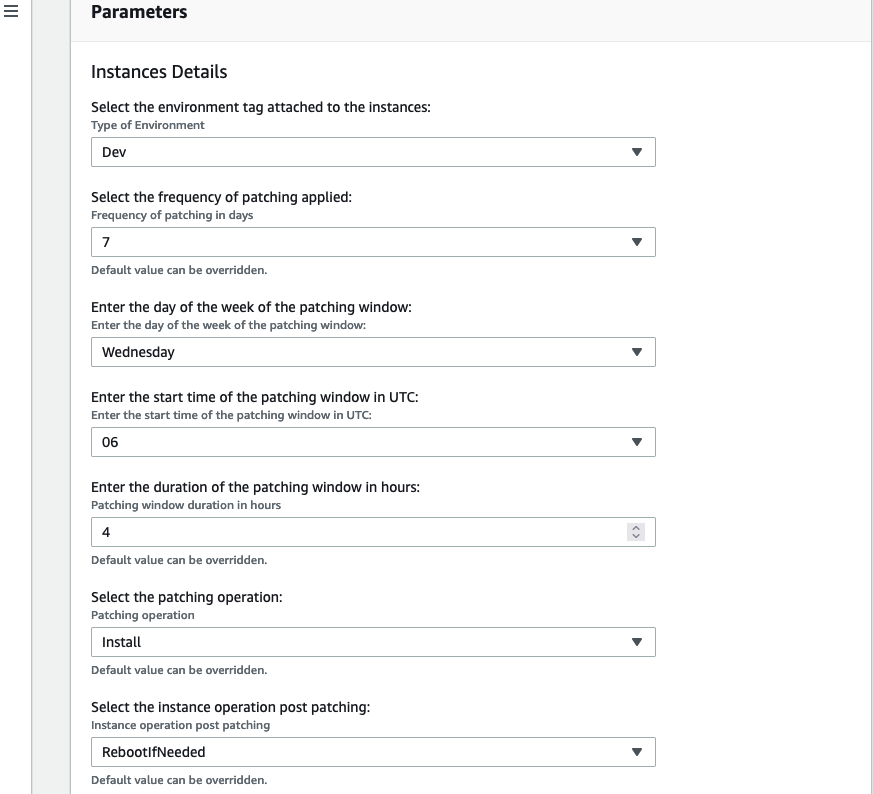 Parameters
Instances Details
Select the environment tag attached to the instances:
Type of Environment
Dev
Select the frequency of patching applied:
Frequency of patching in days
7
Default value can be overridden.
Enter the day of the week of the patching window:
Enter the day of the week of the patching window:
Wednesday
Enter the start time of the patching window in UTC:
Enter the start time of the patching window in UTC:
06
Enter the duration of the patching window in hours:
Patching window duration in hours
4
Default value can be overridden.
Select the patching operation:
Patching operation
Install
Default value can be overridden.
Select the instance operation post patching:
Instance operation post patching
RebootIfNeeded
Default value can be overridden.